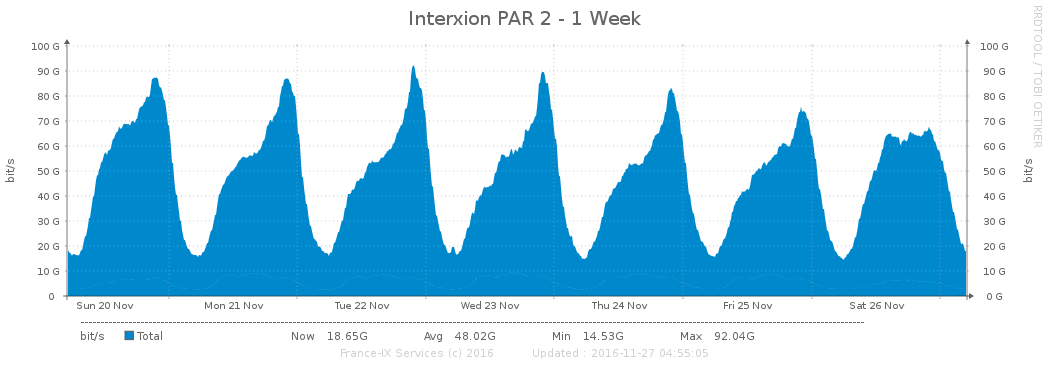 Interxion PAR 2 - 1 Week
RRDTOOL / TOBI OETIKER
100 G 100 G
90 G 90 G
80 G 80 G
70 G 70 G
60 G 60 G
50 G 50 G
40 G 40 G
30 G 30 G
20 G 20 G
10 G 10 G
0 0 G
bit/s
bit/s
Sun 20 Nov Mon 21 Nov Tue 22 Nov Wed 23 Nov Thu 24 Nov Fri 25 Nov Sat 26 Nov
bit/s Total Now 18.65G Avg 48.02G Min 14.53G Max 92.04G
France-IX Services (c) 2016 Updated : 2016-11-27 04:55:05